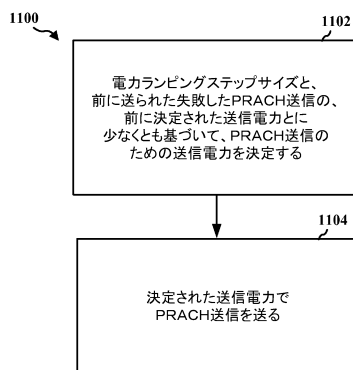 1100
1102
電力ランピングステップサイズと、
前に送られた失敗したPRACH送信の、
前に決定された送信電力とに
少なくとも基づいて、PRACH送信の
ための送信電力を決定する
1104
決定された送信電力で
PRACH送信を送る